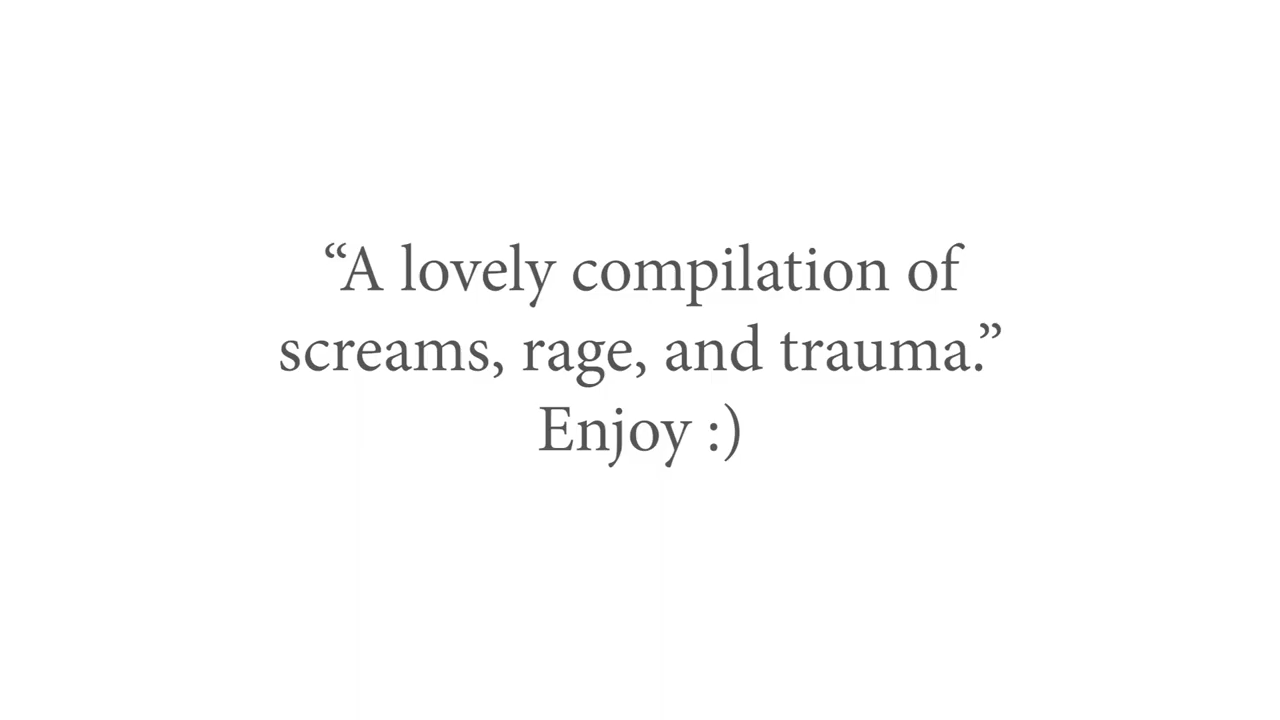 “A lovely compilation of
screams, rage, and trauma.”
Enjoy :)